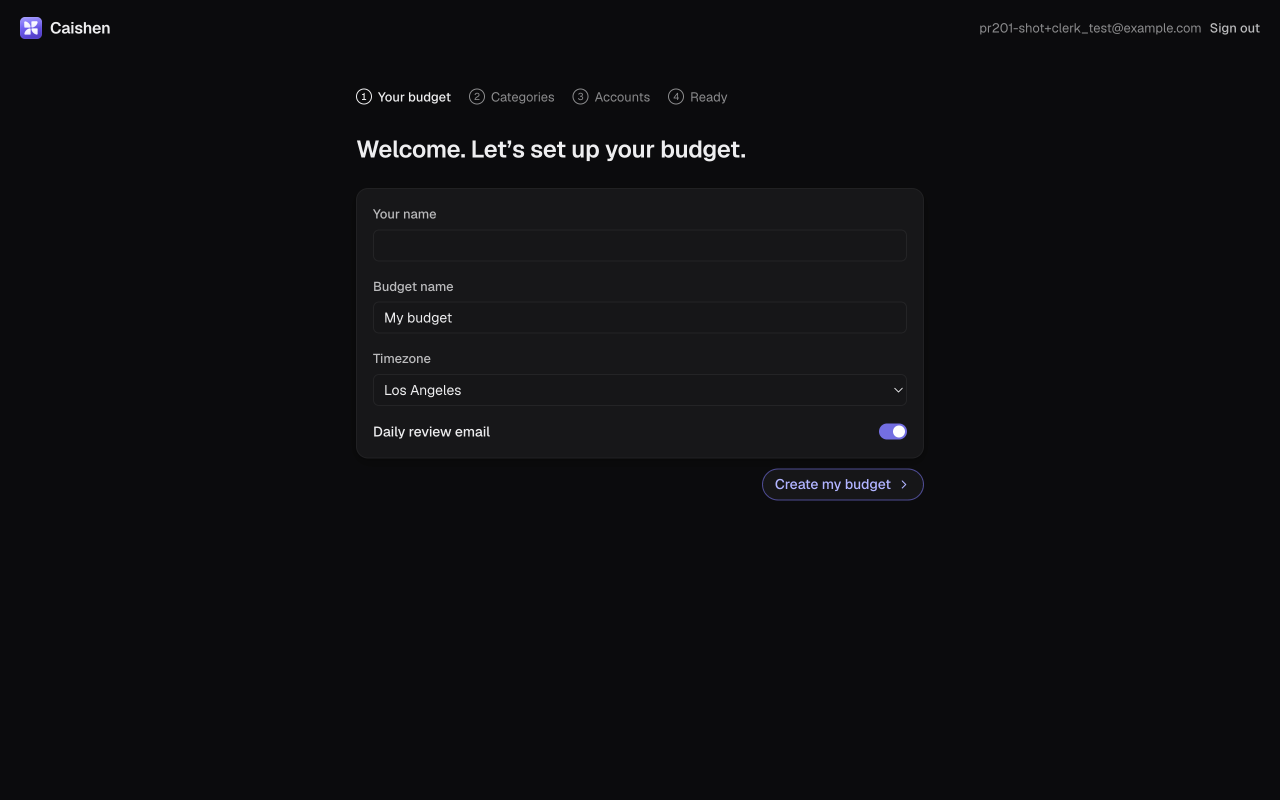 Caishen
pr201-shot+clerk_test@example.com Sign out
1 Your budget 2 Categories 3 Accounts 4 Ready
Welcome. Let’s set up your budget.
Your name
Budget name
My budget
Timezone
Los Angeles
Daily review email
Create my budget